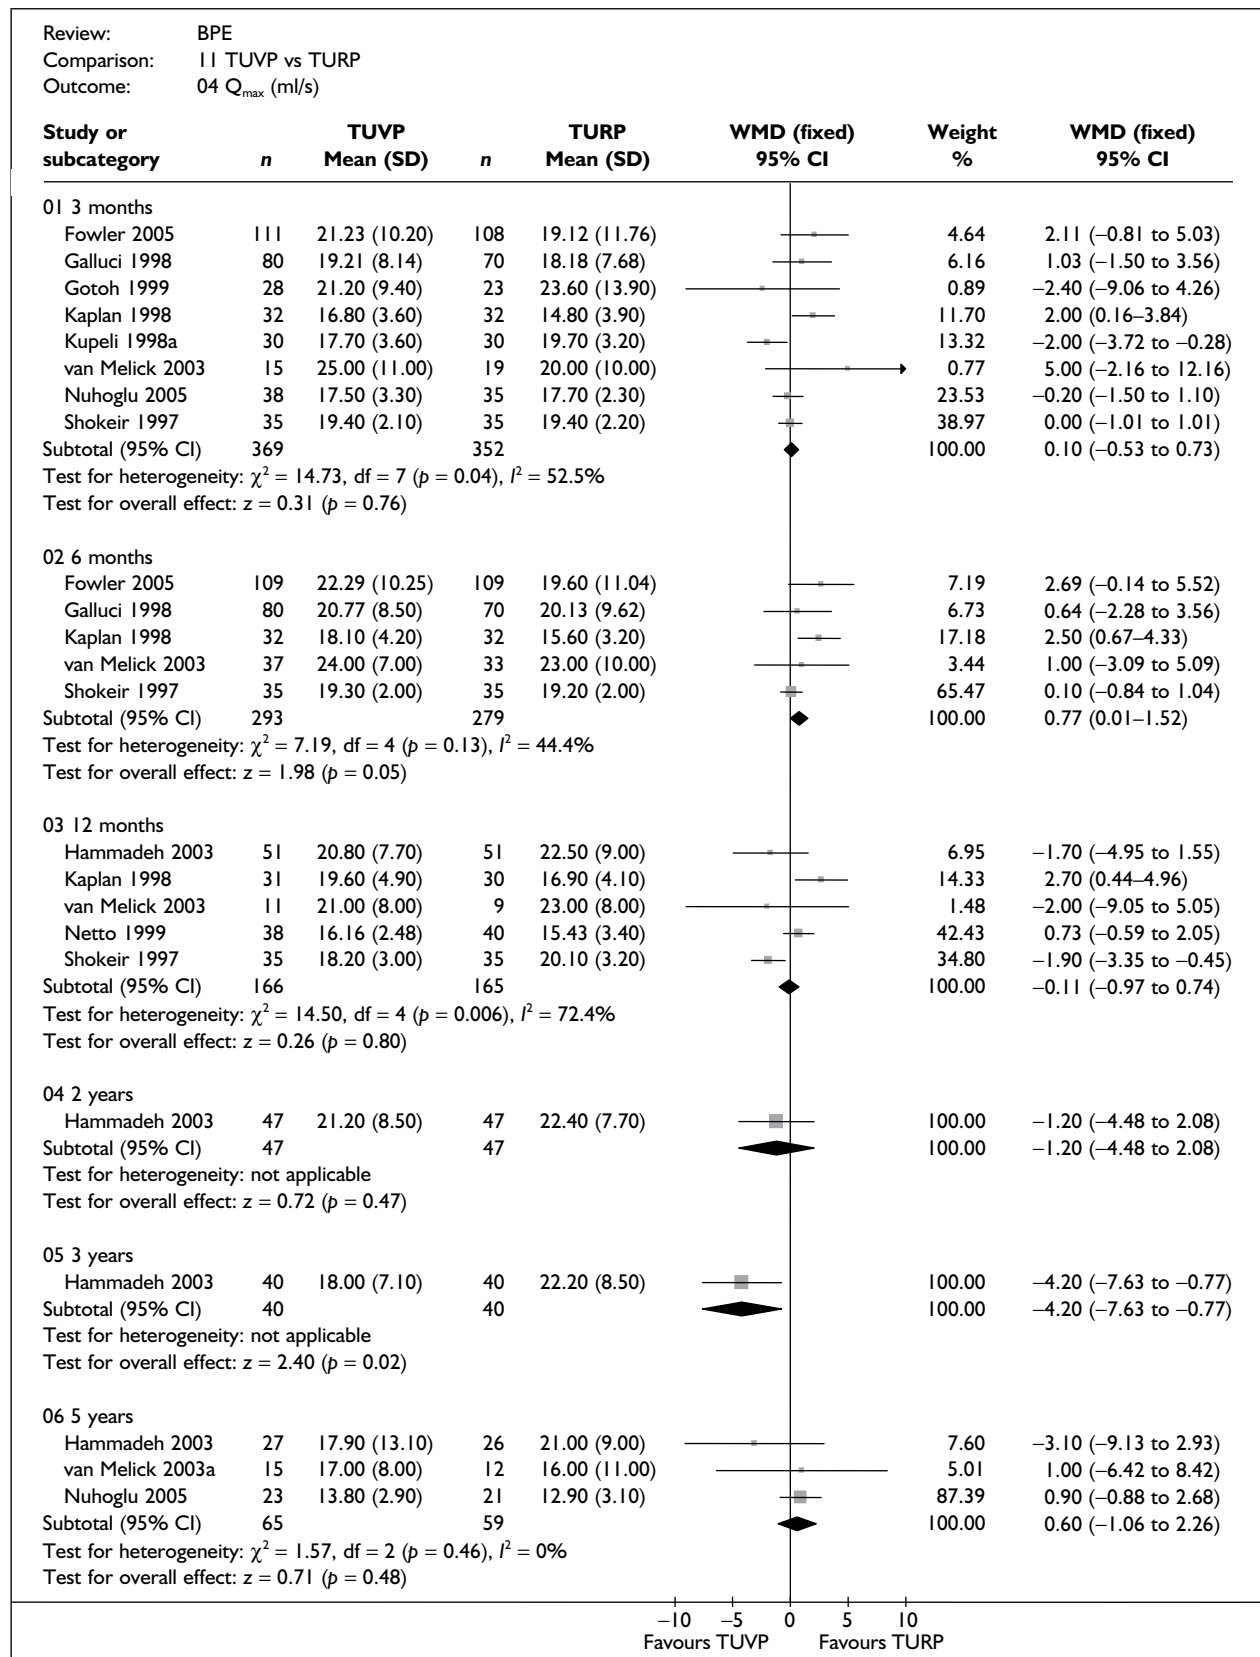 Review: BPE
Comparison: 11 TUVP vs TURP
Outcome: 04 Qmax (ml/s)
Study or TUVP TURP WMD (fixed) Weight WMD (fixed)
subcategory n Mean (SD) n Mean (SD) 95% CI % 95% CI
01 3 months
Fowler 2005 111 21.23 (10.20) 108 19.12 (11.76) 4.64 2.11 (−0.81 to 5.03)
Galluci 1998 80 19.21 (8.14) 70 18.18 (7.68) 6.16 1.03 (−1.50 to 3.56)
Gotoh 1999 28 21.20 (9.40) 23 23.60 (13.90) 0.89 −2.40 (−9.06 to 4.26)
Kaplan 1998 32 16.80 (3.60) 32 14.80 (3.90) 11.70 2.00 (0.16–3.84)
Kupeli 1998a 30 17.70 (3.60) 30 19.70 (3.20) 13.32 −2.00 (−3.72 to −0.28)
van Melick 2003 15 25.00 (11.00) 19 20.00 (10.00) 0.77 5.00 (−2.16 to 12.16)
Nuhoglu 2005 38 17.50 (3.30) 35 17.70 (2.30) 23.53 −0.20 (−1.50 to 1.10)
Shokeir 1997 35 19.40 (2.10) 35 19.40 (2.20) 38.97 0.00 (−1.01 to 1.01)
Subtotal (95% CI) 369 352 100.00 0.10 (−0.53 to 0.73)
Test for heterogeneity: χ² = 14.73, df = 7 (p = 0.04), I² = 52.5%
Test for overall effect: z = 0.31 (p = 0.76)
02 6 months
Fowler 2005 109 22.29 (10.25) 109 19.60 (11.04) 7.19 2.69 (−0.14 to 5.52)
Galluci 1998 80 20.77 (8.50) 70 20.13 (9.62) 6.73 0.64 (−2.28 to 3.56)
Kaplan 1998 32 18.10 (4.20) 32 15.60 (3.20) 17.18 2.50 (0.67–4.33)
van Melick 2003 37 24.00 (7.00) 33 23.00 (10.00) 3.44 1.00 (−3.09 to 5.09)
Shokeir 1997 35 19.30 (2.00) 35 19.20 (2.00) 65.47 0.10 (−0.84 to 1.04)
Subtotal (95% CI) 293 279 100.00 0.77 (0.01–1.52)
Test for heterogeneity: χ² = 7.19, df = 4 (p = 0.13), I² = 44.4%
Test for overall effect: z = 1.98 (p = 0.05)
03 12 months
Hammadeh 2003 51 20.80 (7.70) 51 22.50 (9.00) 6.95 −1.70 (−4.95 to 1.55)
Kaplan 1998 31 19.60 (4.90) 30 16.90 (4.10) 14.33 2.70 (0.44–4.96)
van Melick 2003 11 21.00 (8.00) 9 23.00 (8.00) 1.48 −2.00 (−9.05 to 5.05)
Netto 1999 38 16.16 (2.48) 40 15.43 (3.40) 42.43 0.73 (−0.59 to 2.05)
Shokeir 1997 35 18.20 (3.00) 35 20.10 (3.20) 34.80 −1.90 (−3.35 to −0.45)
Subtotal (95% CI) 166 165 100.00 −0.11 (−0.97 to 0.74)
Test for heterogeneity: χ² = 14.50, df = 4 (p = 0.006), I² = 72.4%
Test for overall effect: z = 0.26 (p = 0.80)
04 2 years
Hammadeh 2003 47 21.20 (8.50) 47 22.40 (7.70) 100.00 −1.20 (−4.48 to 2.08)
Subtotal (95% CI) 47 47 100.00 −1.20 (−4.48 to 2.08)
Test for heterogeneity: not applicable
Test for overall effect: z = 0.72 (p = 0.47)
05 3 years
Hammadeh 2003 40 18.00 (7.10) 40 22.20 (8.50) 100.00 −4.20 (−7.63 to −0.77)
Subtotal (95% CI) 40 40 100.00 −4.20 (−7.63 to −0.77)
Test for heterogeneity: not applicable
Test for overall effect: z = 2.40 (p = 0.02)
06 5 years
Hammadeh 2003 27 17.90 (13.10) 26 21.00 (9.00) 7.60 −3.10 (−9.13 to 2.93)
van Melick 2003a 15 17.00 (8.00) 12 16.00 (11.00) 5.01 1.00 (−6.42 to 8.42)
Nuhoglu 2005 23 13.80 (2.90) 21 12.90 (3.10) 87.39 0.90 (−0.88 to 2.68)
Subtotal (95% CI) 65 59 100.00 0.60 (−1.06 to 2.26)
Test for heterogeneity: χ² = 1.57, df = 2 (p = 0.46), I² = 0%
Test for overall effect: z = 0.71 (p = 0.48)
−10 −5 0 5 10
Favours TUVP Favours TURP